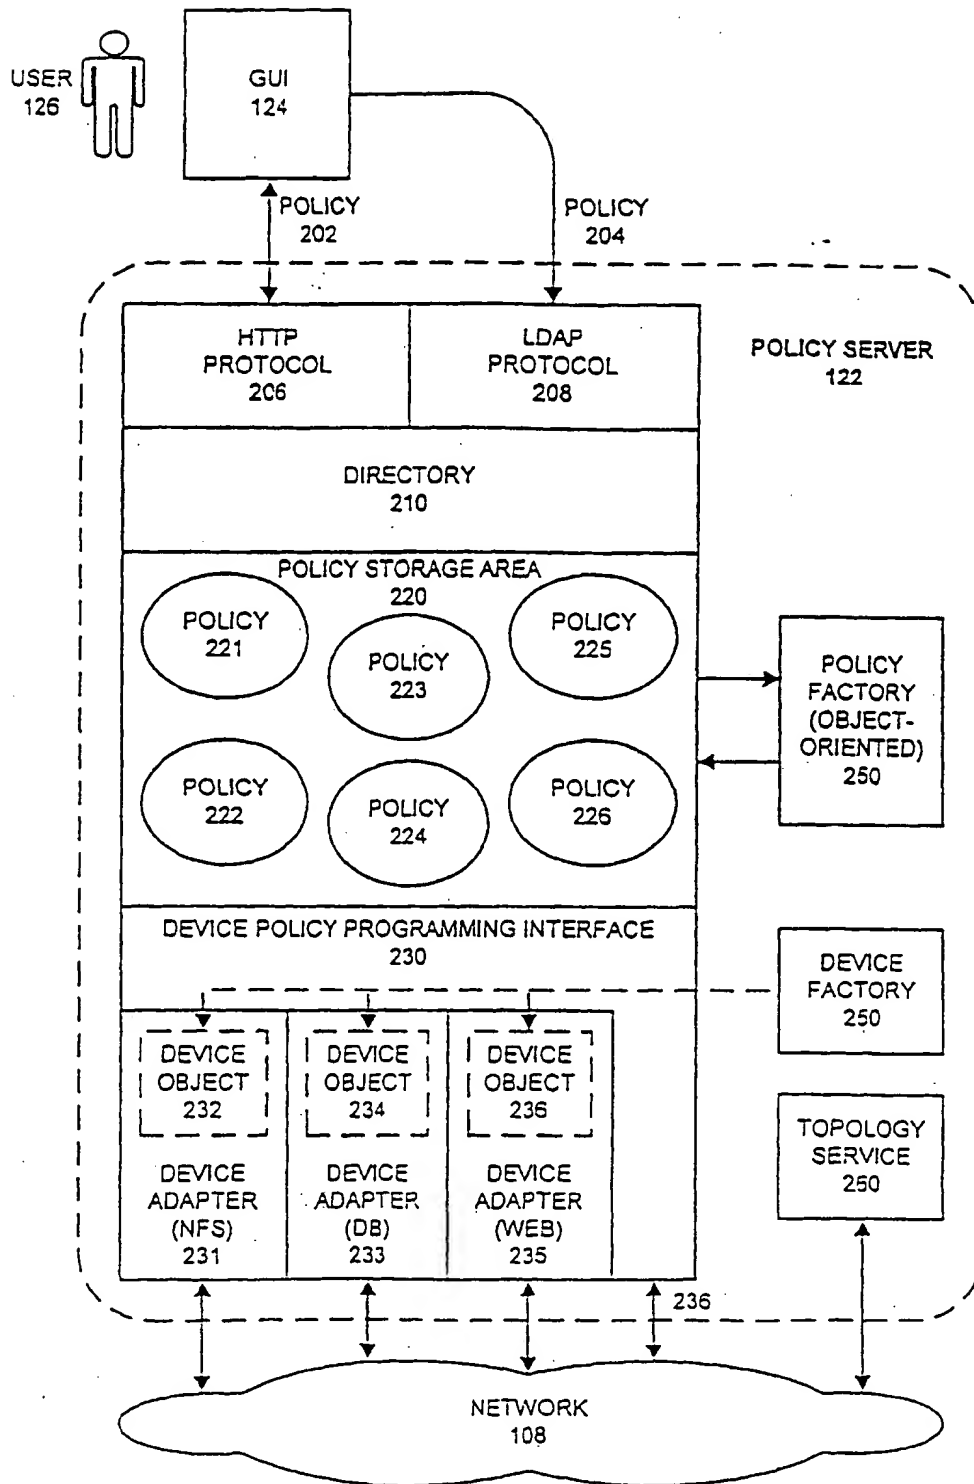 USER
126
GUI
124
POLICY
202
POLICY
204
HTTP
PROTOCOL
206
LDAP
PROTOCOL
208
POLICY SERVER
122
DIRECTORY
210
POLICY STORAGE AREA
220
POLICY
221
POLICY
223
POLICY
225
POLICY
222
POLICY
224
POLICY
226
POLICY
FACTORY
(OBJECT-
ORIENTED)
250
DEVICE POLICY PROGRAMMING INTERFACE
230
DEVICE
FACTORY
250
DEVICE
OBJECT
232
DEVICE
OBJECT
234
DEVICE
OBJECT
236
DEVICE
ADAPTER
(NFS)
231
DEVICE
ADAPTER
(DB)
233
DEVICE
ADAPTER
(WEB)
235
TOPOLOGY
SERVICE
260
236
NETWORK
108